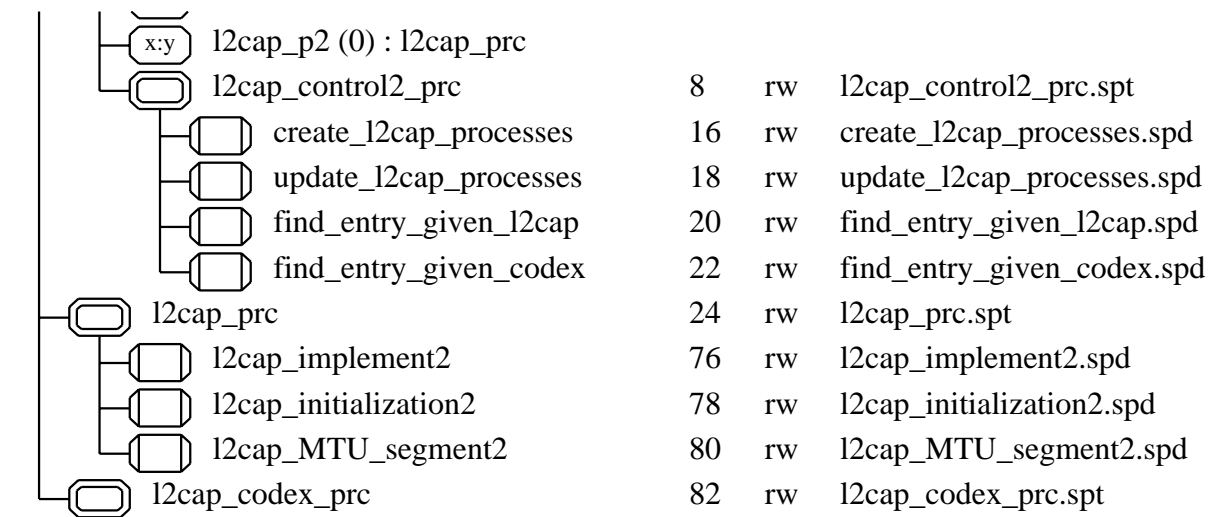 x:y l2cap_p2 (0) : l2cap_prc
l2cap_control2_prc 8 rw l2cap_control2_prc.spt
create_l2cap_processes 16 rw create_l2cap_processes.spd
update_l2cap_processes 18 rw update_l2cap_processes.spd
find_entry_given_l2cap 20 rw find_entry_given_l2cap.spd
find_entry_given_codex 22 rw find_entry_given_codex.spd
l2cap_prc 24 rw l2cap_prc.spt
l2cap_implement2 76 rw l2cap_implement2.spd
l2cap_initialization2 78 rw l2cap_initialization2.spd
l2cap_MTU_segment2 80 rw l2cap_MTU_segment2.spd
l2cap_codex_prc 82 rw l2cap_codex_prc.spt